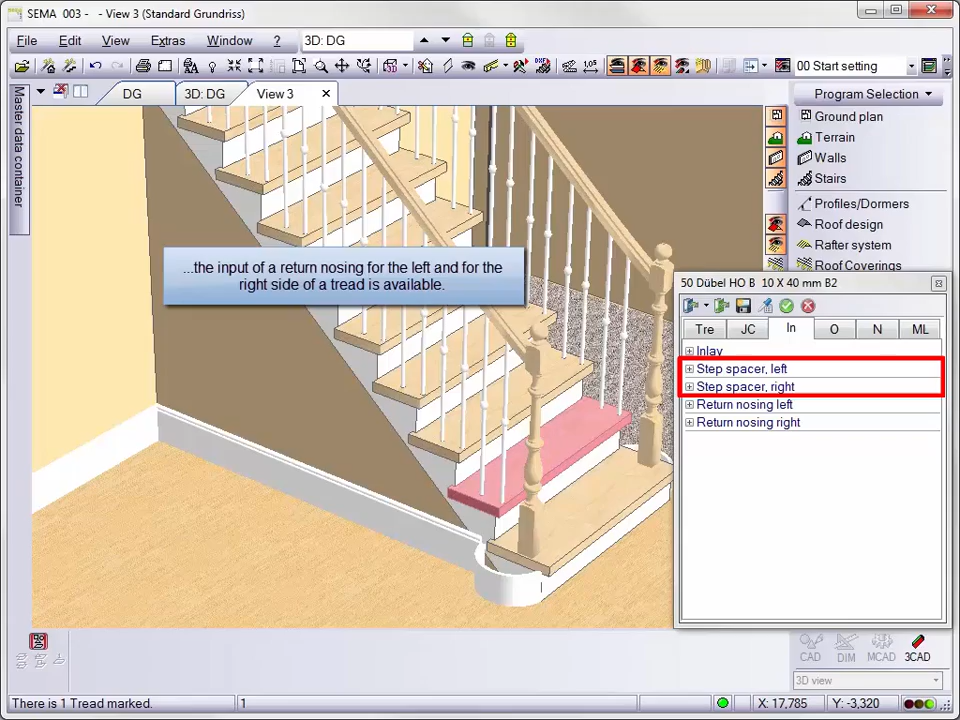 SEMA 003 - - View 3 (Standard Grundriss)
File Edit View Extras Window ? 3D: DG
00 Start setting
DG 3D: DG View 3
Master data container
Program Selection
Ground plan
Terrain
Walls
Stairs
Profiles/Dormers
Roof design
Rafter system
Roof Coverings
...the input of a return nosing for the left and for the
right side of a tread is available.
50 Dübel HO B 10 X 40 mm B2
Tre JC In O N ML
Inlay
Step spacer, left
Step spacer, right
Return nosing left
Return nosing right
CAD DIM MCAD 3CAD
3D view
There is 1 Tread marked. 1 X: 17,785 Y: -3,320